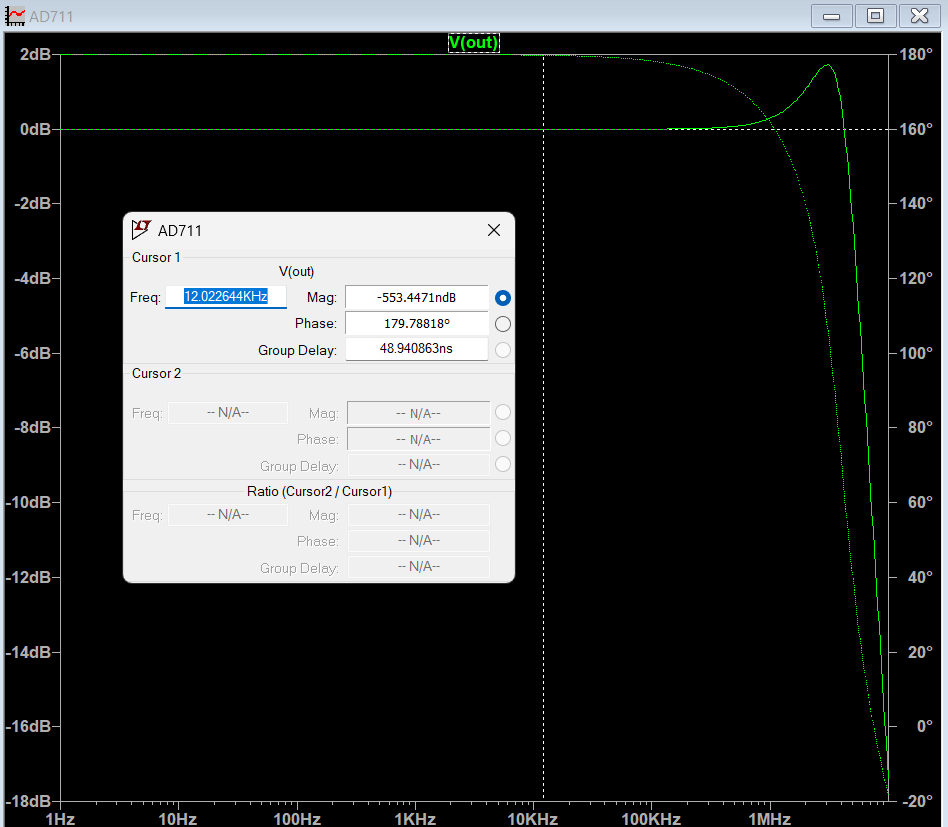 AD711
V(out)
2dB
0dB
-2dB
-4dB
-6dB
-8dB
-10dB
-12dB
-14dB
-16dB
-18dB
180°
160°
140°
120°
100°
80°
60°
40°
20°
0°
-20°
1Hz 10Hz 100Hz 1KHz 10KHz 100KHz 1MHz
AD711
Cursor 1
V(out)
Freq: 12.022644KHz Mag: -553.4471ndB
Phase: 179.78818º
Group Delay: 48.940863ns
Cursor 2
Freq: -- N/A-- Mag: -- N/A--
Phase: -- N/A--
Group Delay: -- N/A--
Ratio (Cursor2 / Cursor1)
Freq: -- N/A-- Mag: -- N/A--
Phase: -- N/A--
Group Delay: -- N/A--